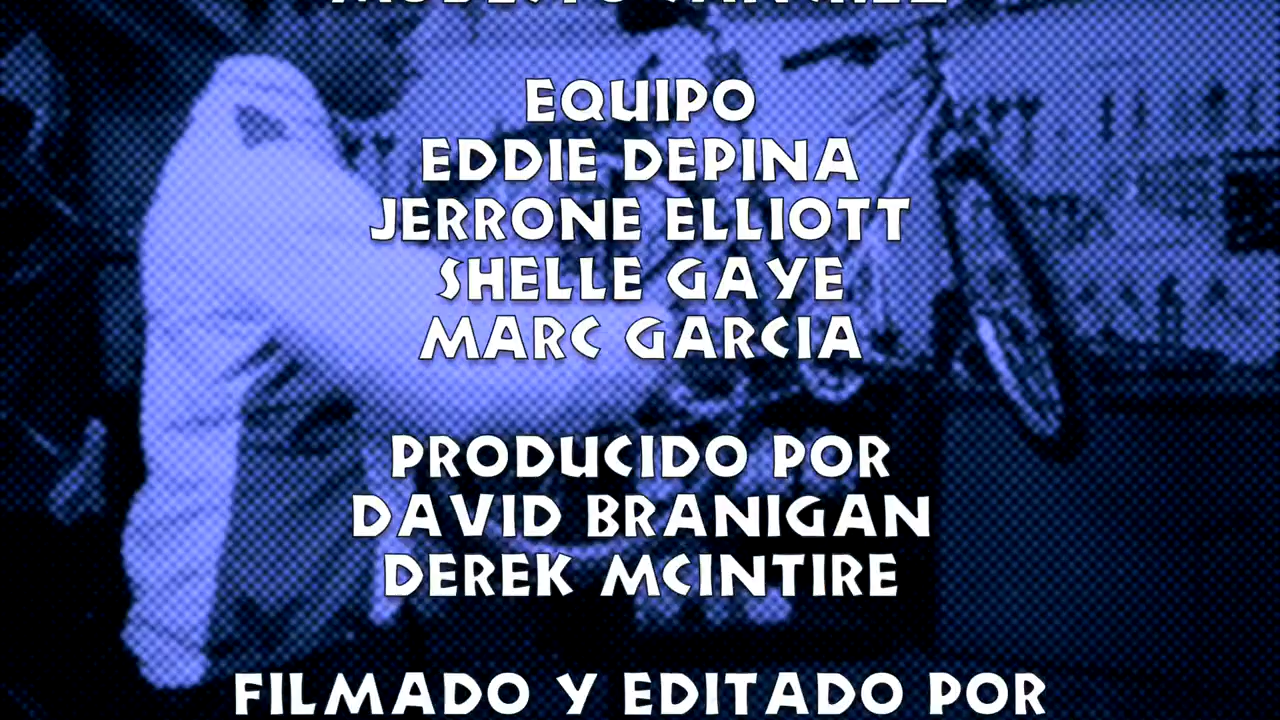 EQUIPO
EDDIE DEPINA
JERRONE ELLIOTT
SHELLE GAYE
MARC GARCIA
PRODUCIDO POR
DAVID BRANIGAN
DEREK MCINTIRE
FILMADO Y EDITADO POR